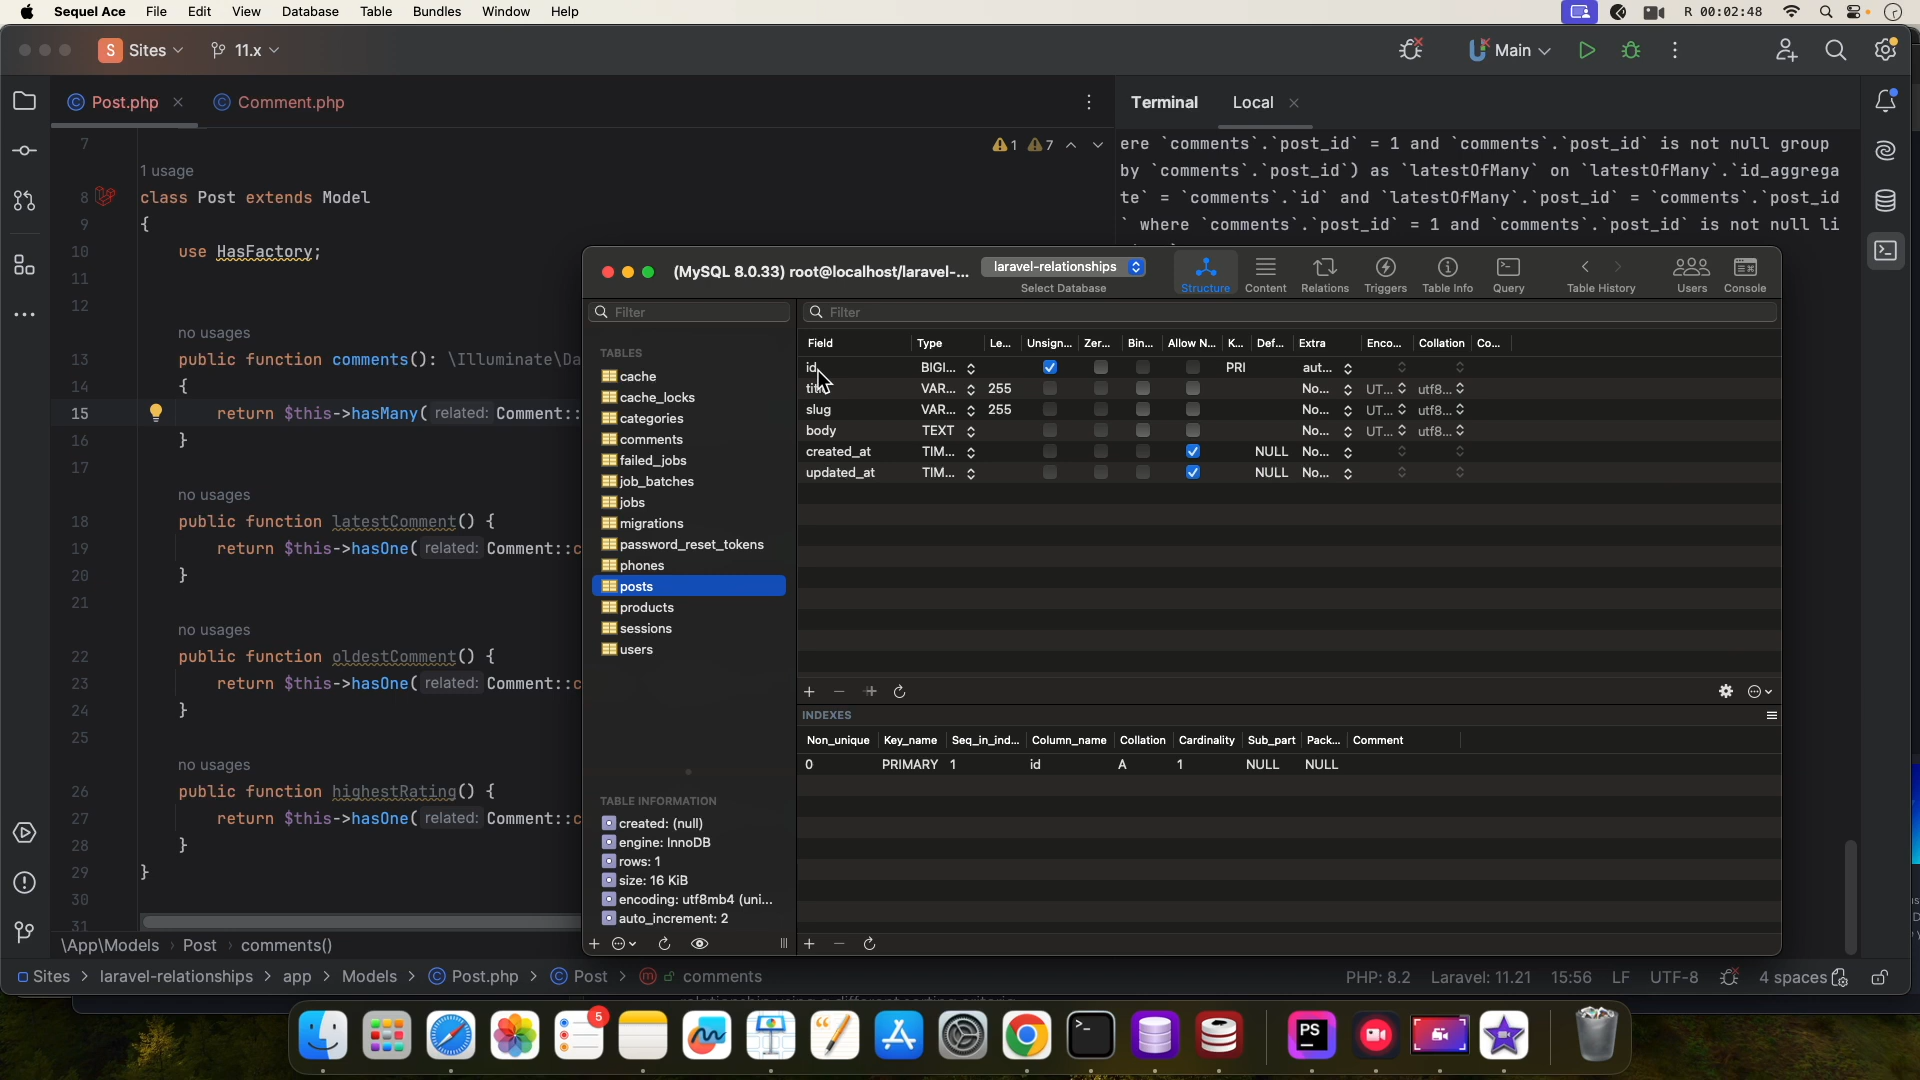 Sequel Ace File Edit View Database Table Bundles Window Help R 00:02:48
S Sites 11.x Main
Post.php Comment.php
Terminal Local
7
1 usage
8 class Post extends Model
9 {
10 use HasFactory;
11
12
no usages
13 public function comments(): \Illuminate\Da
14 {
15 return $this->hasMany( related: Comment::
16 }
17
no usages
18 public function latestComment() {
19 return $this->hasOne( related: Comment::c
20 }
21
no usages
22 public function oldestComment() {
23 return $this->hasOne( related: Comment::c
24 }
25
no usages
26 public function highestRating() {
27 return $this->hasOne( related: Comment::c
28 }
29 }
30
31
1 7
ere `comments`.`post_id` = 1 and `comments`.`post_id` is not null group
by `comments`.`post_id`) as `latestOfMany` on `latestOfMany`.`id_aggrega
te` = `comments`.`id` and `latestOfMany`.`post_id` = `comments`.`post_id
` where `comments`.`post_id` = 1 and `comments`.`post_id` is not null li
(MySQL 8.0.33) root@localhost/laravel-...
laravel-relationships
Select Database
Structure Content Relations Triggers Table Info Query Table History Users Console
Filter
TABLES
cache
cache_locks
categories
comments
failed_jobs
job_batches
jobs
migrations
password_reset_tokens
phones
posts
products
sessions
users
TABLE INFORMATION
created: (null)
engine: InnoDB
rows: 1
size: 16 KiB
encoding: utf8mb4 (uni...
auto_increment: 2
Filter
Field Type Le... Unsign... Zer... Bin... Allow N... K... Def... Extra Enco... Collation Co...
id BIGI... PRI aut...
VAR... 255 No... UT... utf8...
slug VAR... 255 No... UT... utf8...
body TEXT No... UT... utf8...
created_at TIM... NULL No...
updated_at TIM... NULL No...
INDEXES
Non_unique Key_name Seq_in_ind... Column_name Collation Cardinality Sub_part Pack... Comment
0 PRIMARY 1 id A 1 NULL NULL
\App\Models › Post › comments()
Sites › laravel-relationships › app › Models › Post.php › Post › m comments
PHP: 8.2 Laravel: 11.21 15:56 LF UTF-8 4 spaces
5
PS